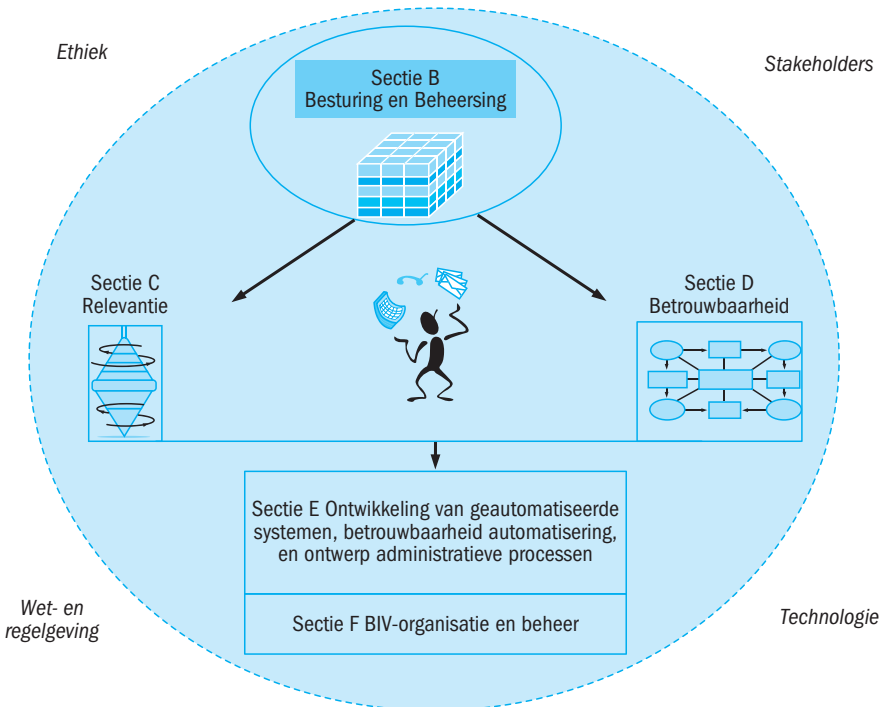 Ethiek
Stakeholders
Sectie B
Besturing en Beheersing
Sectie C
Relevantie
Sectie D
Betrouwbaarheid
Sectie E Ontwikkeling van geautomatiseerde
systemen, betrouwbaarheid automatisering,
en ontwerp administratieve processen
Sectie F BIV-organisatie en beheer
Wet- en
regelgeving
Technologie